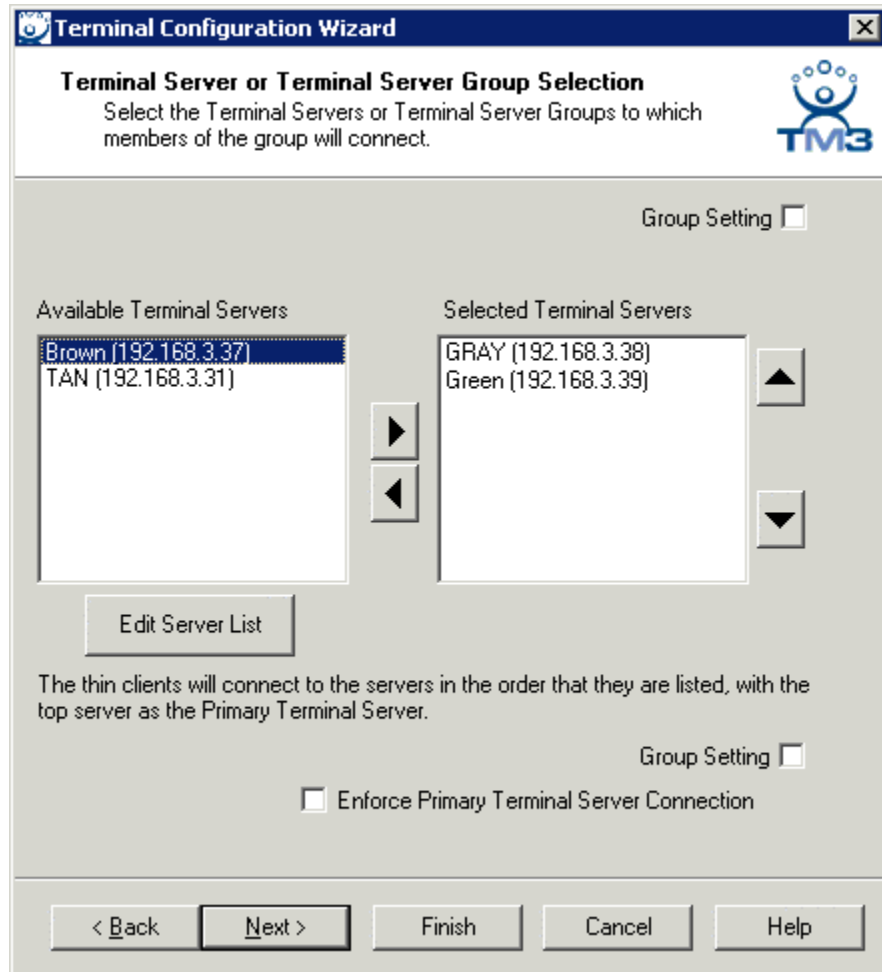 Terminal Configuration Wizard
Terminal Server or Terminal Server Group Selection
Select the Terminal Servers or Terminal Server Groups to which
members of the group will connect.
TM3
Group Setting
Available Terminal Servers
Selected Terminal Servers
Brown (192.168.3.37)
TAN (192.168.3.31)
GRAY (192.168.3.38)
Green (192.168.3.39)
Edit Server List
The thin clients will connect to the servers in the order that they are listed, with the
top server as the Primary Terminal Server.
Group Setting
Enforce Primary Terminal Server Connection
< Back
Next >
Finish
Cancel
Help